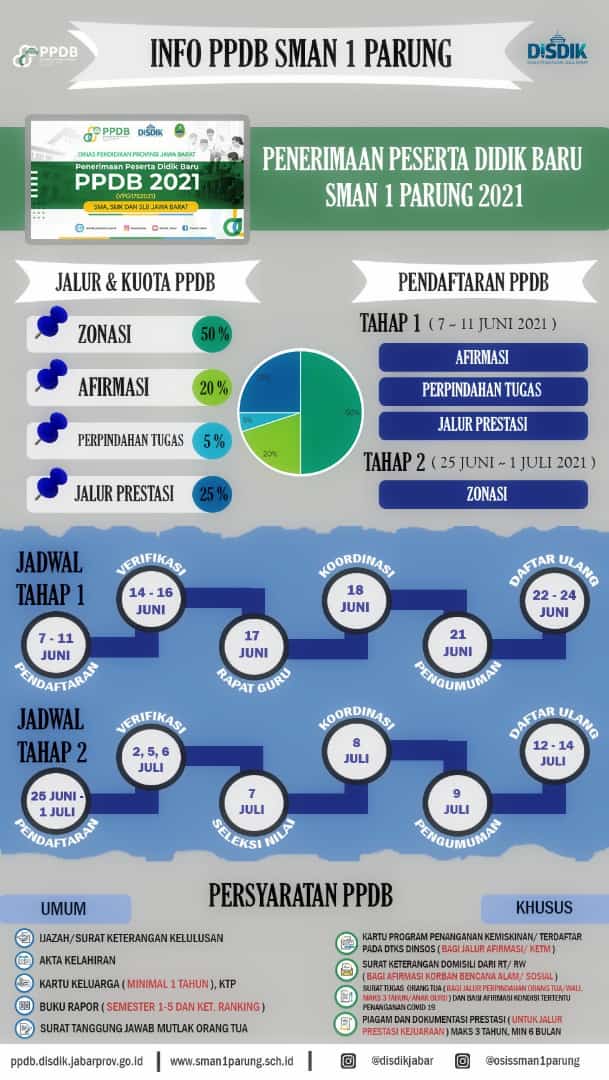 PPDB
INFO PPDB SMAN 1 PARUNG
DISDIK
PPDB DISDIK
DINAS PENDIDIKAN PROVINSI JAWA BARAT
Penerimaan Peserta Didik Baru
PPDB 2021
SMA, SMK DAN SLB JAWA BARAT
PENERIMAAN PESERTA DIDIK BARU
SMAN 1 PARUNG 2021
JALUR & KUOTA PPDB
ZONASI 50 %
AFIRMASI 20 %
PERPINDAHAN TUGAS 5 %
JALUR PRESTASI 25 %
50%
20%
5%
PENDAFTARAN PPDB
TAHAP 1 ( 7 - 11 JUNI 2021 )
AFIRMASI
PERPINDAHAN TUGAS
JALUR PRESTASI
TAHAP 2 ( 25 JUNI - 1 JULI 2021 )
ZONASI
JADWAL
TAHAP 1
7 - 11
JUNI
PENDAFTARAN
VERIFIKASI
14 - 16
JUNI
17
JUNI
RAPAT GURU
KOORDINASI
18
JUNI
21
JUNI
PENGUMUMAN
DAFTAR ULANG
22 - 24
JUNI
JADWAL
TAHAP 2
25 JUNI -
1 JULI
PENDAFTARAN
VERIFIKASI
2, 5, 6
JULI
7
JULI
SELEKSI NILAI
KOORDINASI
8
JULI
9
JULI
PENGUMUMAN
DAFTAR ULANG
12 - 14
JULI
PERSYARATAN PPDB
UMUM
IJAZAH/SURAT KETERANGAN KELULUSAN
AKTA KELAHIRAN
KARTU KELUARGA ( MINIMAL 1 TAHUN ), KTP
BUKU RAPOR ( SEMESTER 1-5 DAN KET. RANKING )
SURAT TANGGUNG JAWAB MUTLAK ORANG TUA
KHUSUS
KARTU PROGRAM PENANGANAN KEMISKINAN/ TERDAFTAR
PADA DTKS DINSOS ( BAGI JALUR AFIRMASI/ KETM )
SURAT KETERANGAN DOMISILI DARI RT/ RW
( BAGI AFIRMASI KORBAN BENCANA ALAM/ SOSIAL )
SURAT TUGAS ORANG TUA ( BAGI JALUR PERPINDAHAN ORANG TUA/WALI,
MAKS 3 TAHUN/ANAK GURU ) DAN BAGI AFIRMASI KONDISI TERTENTU
PENANGANAN COVID 19
PIAGAM DAN DOKUMENTASI PRESTASI ( UNTUK JALUR
PRESTASI KEJUARAAN ) MAKS 3 TAHUN, MIN 6 BULAN
ppdb.disdik.jabarprov.go.id | www.sman1parung.sch.id | @disdikjabar @osissman1parung